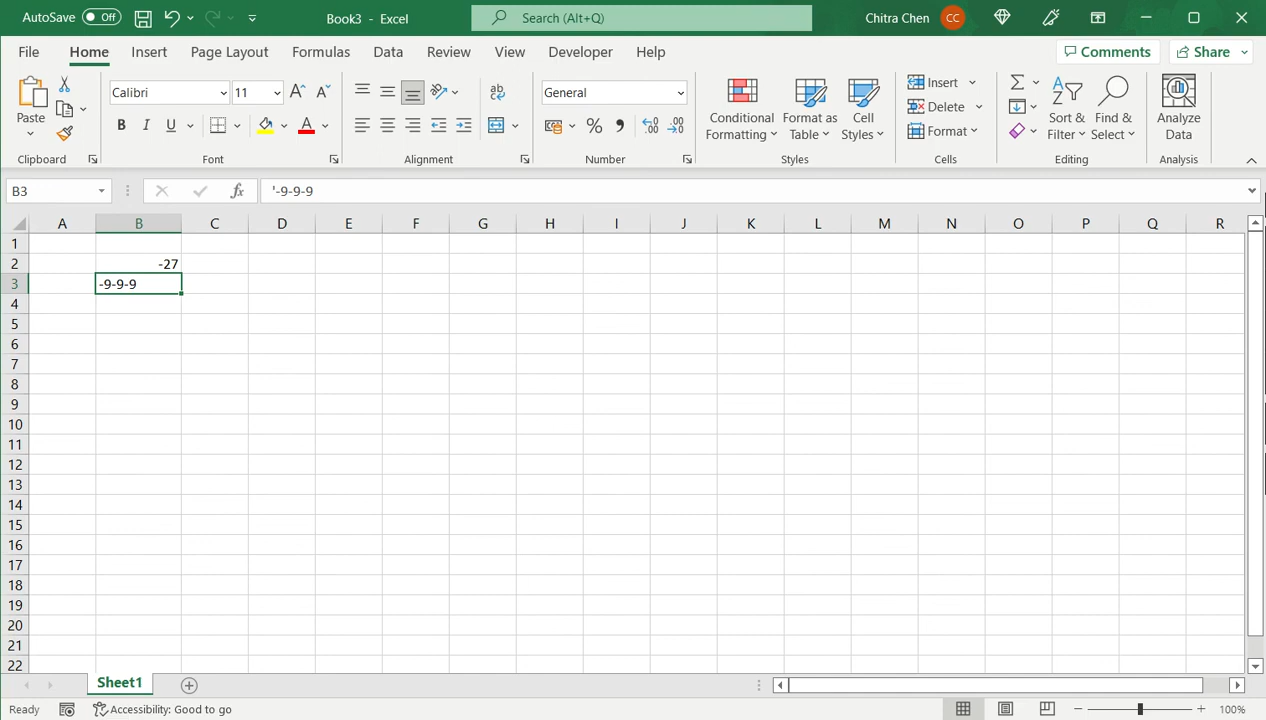 AutoSave Off Book3 - Excel Search (Alt+Q) Chitra Chen CC
File Home Insert Page Layout Formulas Data Review View Developer Help Comments Share
Paste
Clipboard
Calibri 11
B I U A
Font
Alignment
General
Number
Conditional Formatting
Format as Table
Cell Styles
Styles
Insert
Delete
Format
Cells
Sort & Filter
Find & Select
Editing
Analyze Data
Analysis
B3 fx '-9-9-9
A B C D E F G H I J K L M N O P Q R
1
2 -27
3 -9-9-9
4
5
6
7
8
9
10
11
12
13
14
15
16
17
18
19
20
21
22
Sheet1
Ready Accessibility: Good to go 100%